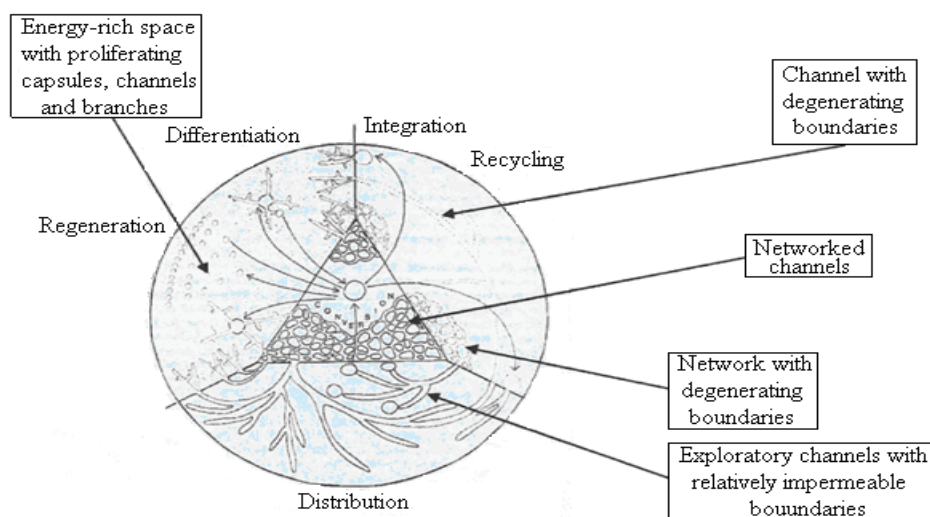 Energy-rich space
with proliferating
capsules, channels
and branches
Differentiation
Integration
Recycling
Channel with
degenerating
boundaries
Regeneration
Networked
channels
CONVERSION
Network with
degenerating
boundaries
Exploratory channels with
relatively impermeable
bouundaries
Distribution